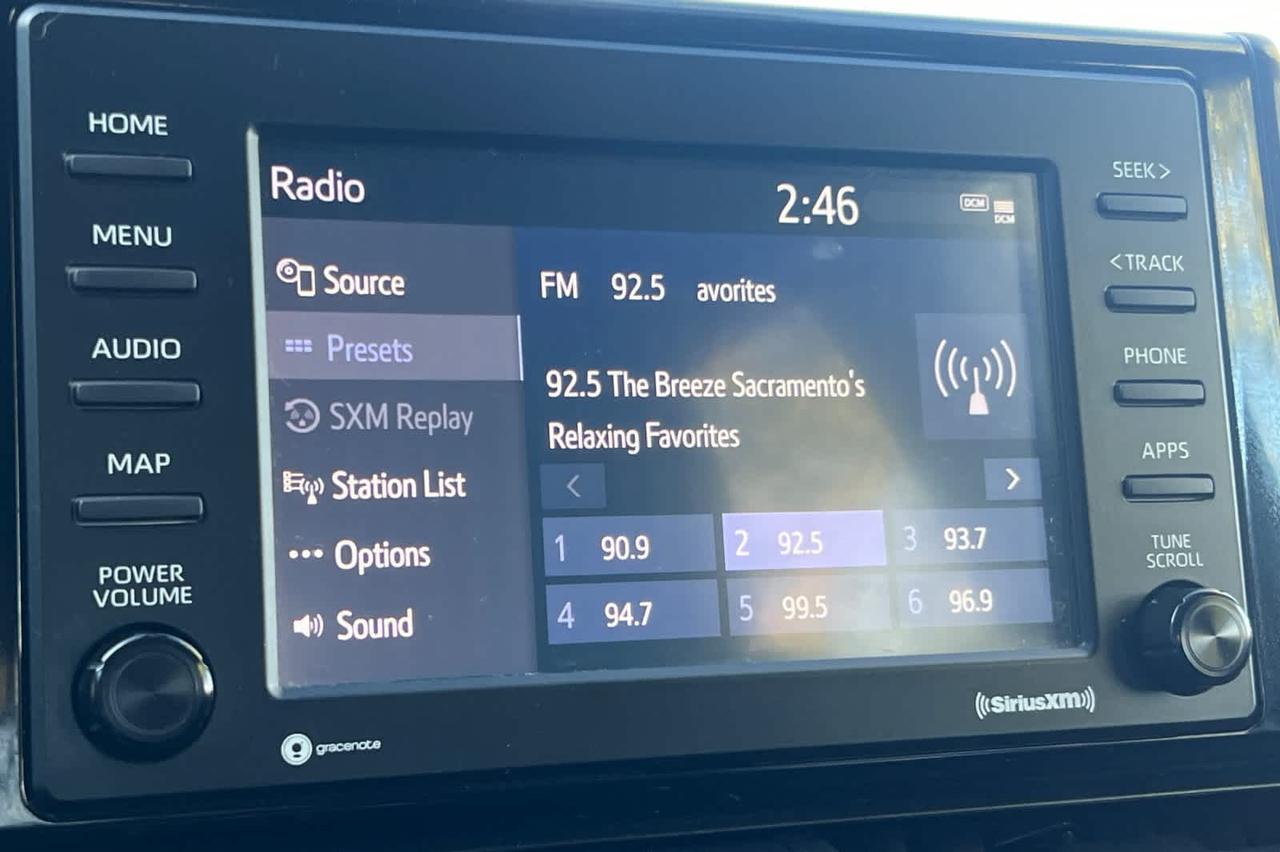 HOME
MENU
AUDIO
MAP
POWER
VOLUME
Radio
2:46
DCM
DCM
Source
Presets
SXM Replay
Station List
Options
Sound
FM 92.5 avorites
92.5 The Breeze Sacramento's
Relaxing Favorites
< >
1 90.9 2 92.5 3 93.7
4 94.7 5 99.5 6 96.9
SEEK >
< TRACK
PHONE
APPS
TUNE
SCROLL
gracenote
((SiriusXM))